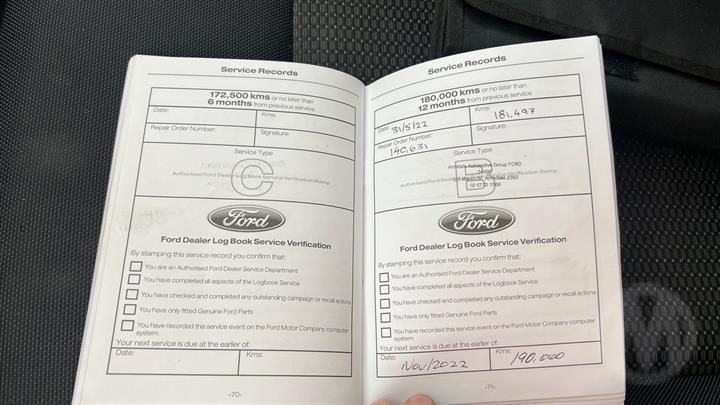 Service Records
172,500 kms or no later than
6 months from previous service
Date:
Kms:
Repair Order Number:
Signature:
Service Type
C
Authorised Ford Dealer Log Book Service Verification Stamp
Ford
Ford Dealer Log Book Service Verification
By stamping this service record you confirm that:
You are an Authorised Ford Dealer Service Department
You have completed all aspects of the Logbook Service
You have checked and completed any outstanding campaign or recall actions
You have only fitted Genuine Ford Parts
You have recorded this service event on the Ford Motor Company computer
system
Your next service is due at the earlier of:
Date:
Kms:
-70-
Service Records
180,000 kms or no later than
12 months from previous service
Date: 31/5/22
Kms: 181,497
Repair Order Number:
140,631
Signature:
Service Type
B
Automotive Group FORD
Authorised Ford Verification Stamp
Ford
Ford Dealer Log Book Service Verification
By stamping this service record you confirm that:
You are an Authorised Ford Dealer Service Department
You have completed all aspects of the Logbook Service
You have checked and completed any outstanding campaign or recall actions
You have only fitted Genuine Ford Parts
You have recorded this service event on the Ford Motor Company computer
system
Your next service is due at the earlier of:
Date: Nov/2022
Kms: 190,000
-71-